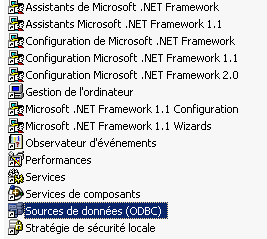 Assistants de Microsoft .NET Framework
Assistants Microsoft .NET Framework 1.1
Configuration de Microsoft .NET Framework
Configuration Microsoft .NET Framework 1.1
Configuration Microsoft .NET Framework 2.0
Gestion de l'ordinateur
Microsoft .NET Framework 1.1 Configuration
Microsoft .NET Framework 1.1 Wizards
Observateur d'événements
Performances
Services
Services de composants
Sources de données (ODBC)
Stratégie de sécurité locale